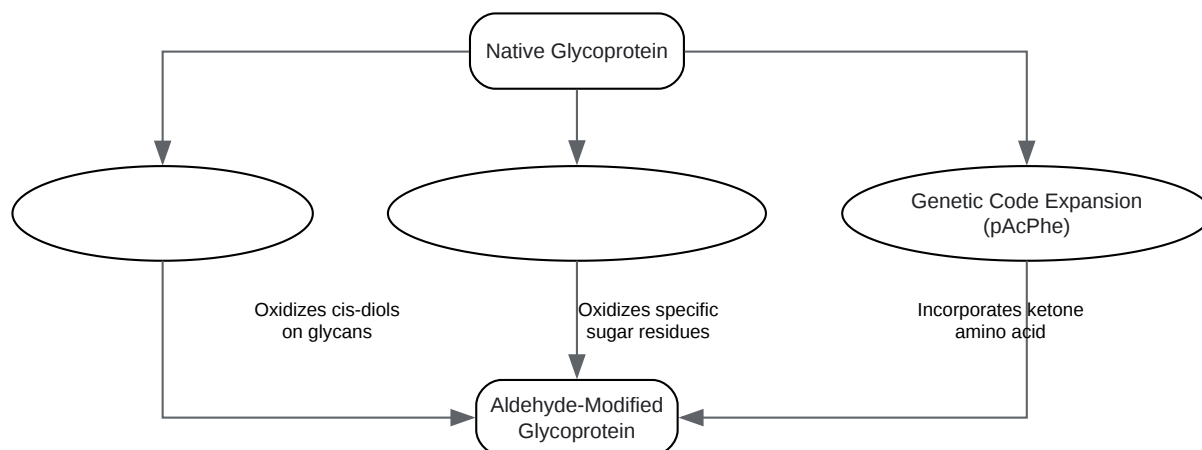 Native Glycoprotein
Genetic Code Expansion
(pAcPhe)
Oxidizes cis-diols
on glycans
Oxidizes specific
sugar residues
Incorporates ketone
amino acid
Aldehyde-Modified
Glycoprotein